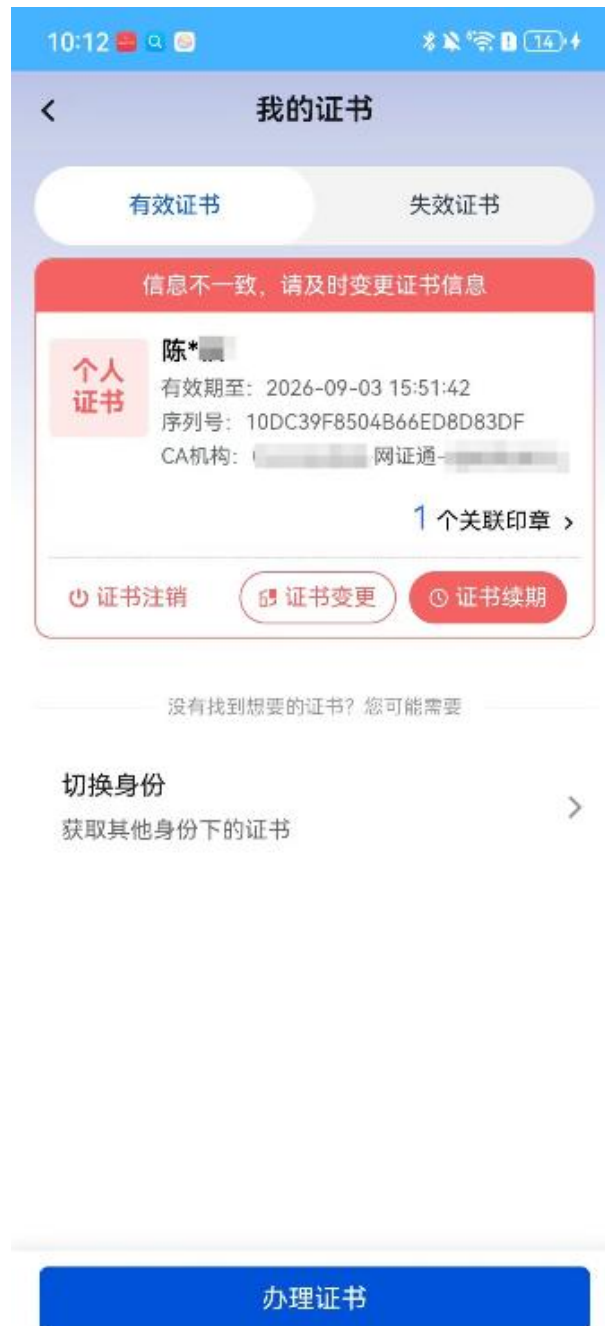 10:12
14
我的证书
有效证书 失效证书
信息不一致，请及时变更证书信息
个人
证书
陈*
有效期至：2026-09-03 15:51:42
序列号：10DC39F8504B66ED8D83DF
CA机构： 网证通-
1 个关联印章 >
证书注销 证书变更 证书续期
没有找到想要的证书？您可能需要
切换身份
获取其他身份下的证书
办理证书